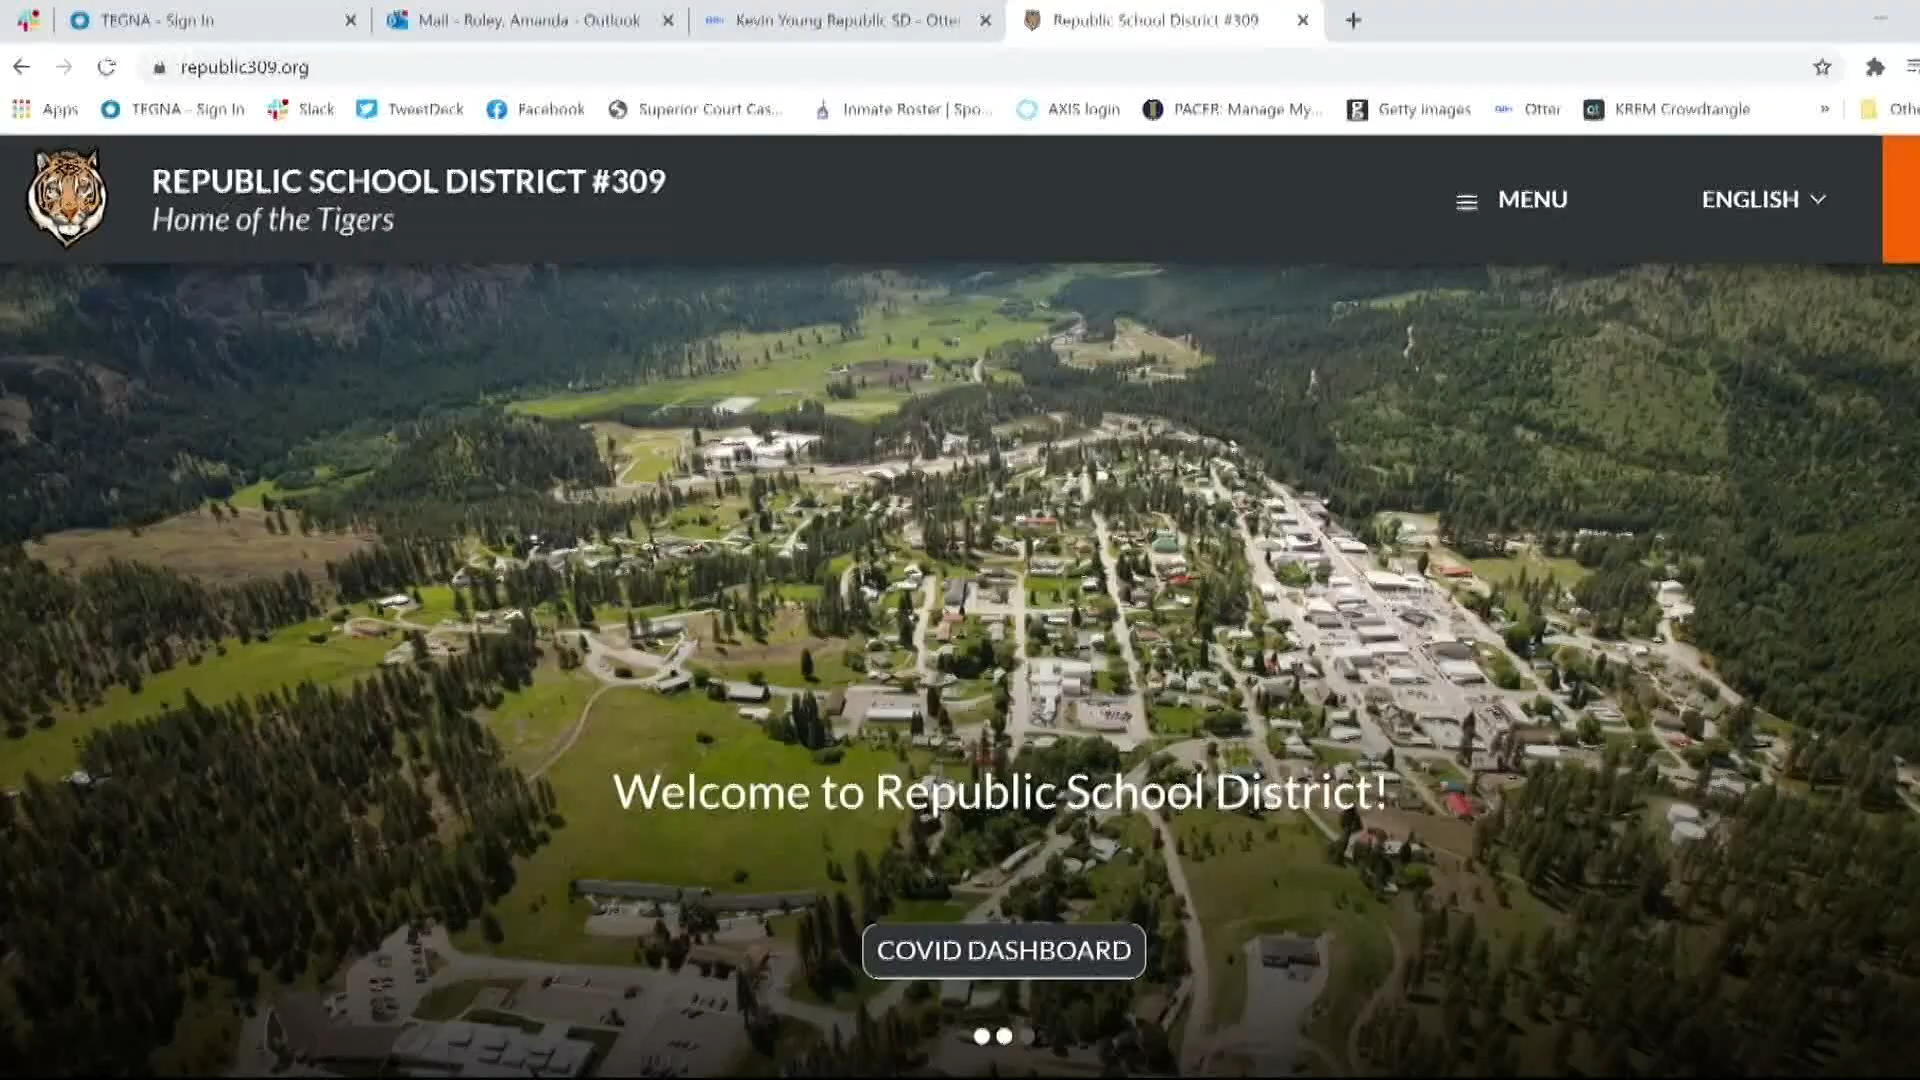 TEGNA - Sign In
Mail - Roley, Amanda - Outlook
Kevin Young Republic SD - Otte
Republic School District #309
republic309.org
Apps
TEGNA - Sign In
Slack
TweetDeck
Facebook
Superior Court Cas...
Inmate Roster | Spo...
AXIS login
PACER: Manage My...
Getty images
Otter
KREM Crowdtangle
Othe
REPUBLIC SCHOOL DISTRICT #309
Home of the Tigers
MENU
ENGLISH
Welcome to Republic School District!
COVID DASHBOARD